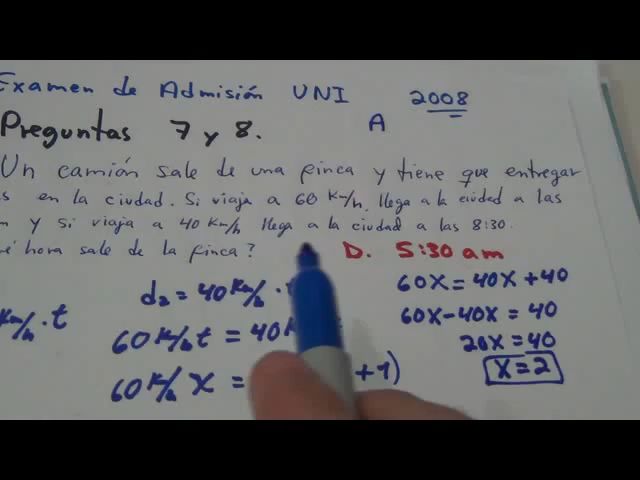 Examen de Admisión UNI 2008
Preguntas 7 y 8. A
Un camión sale de una finca y tiene que entregar
s en la ciudad. Si viaja a 60 Km/h. llega a la ciudad a las
m y si viaja a 40 Km/h llega a la ciudad a las 8:30.
é hora sale de la finca? D. 5:30 am
d₂ = 40 Km/h · 60X = 40X + 40
Km/h · t 60X - 40X = 40
60 Km/h t = 40 20X = 40
60 Km/h X = + 1) X = 2